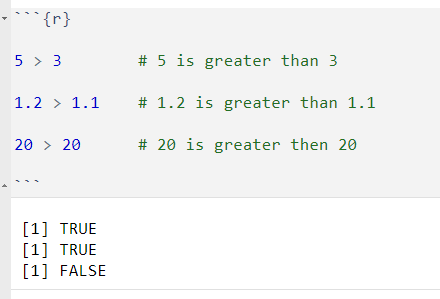 ```{r}
5 > 3        # 5 is greater than 3
1.2 > 1.1    # 1.2 is greater than 1.1
20 > 20      # 20 is greater then 20
```
[1] TRUE
[1] TRUE
[1] FALSE